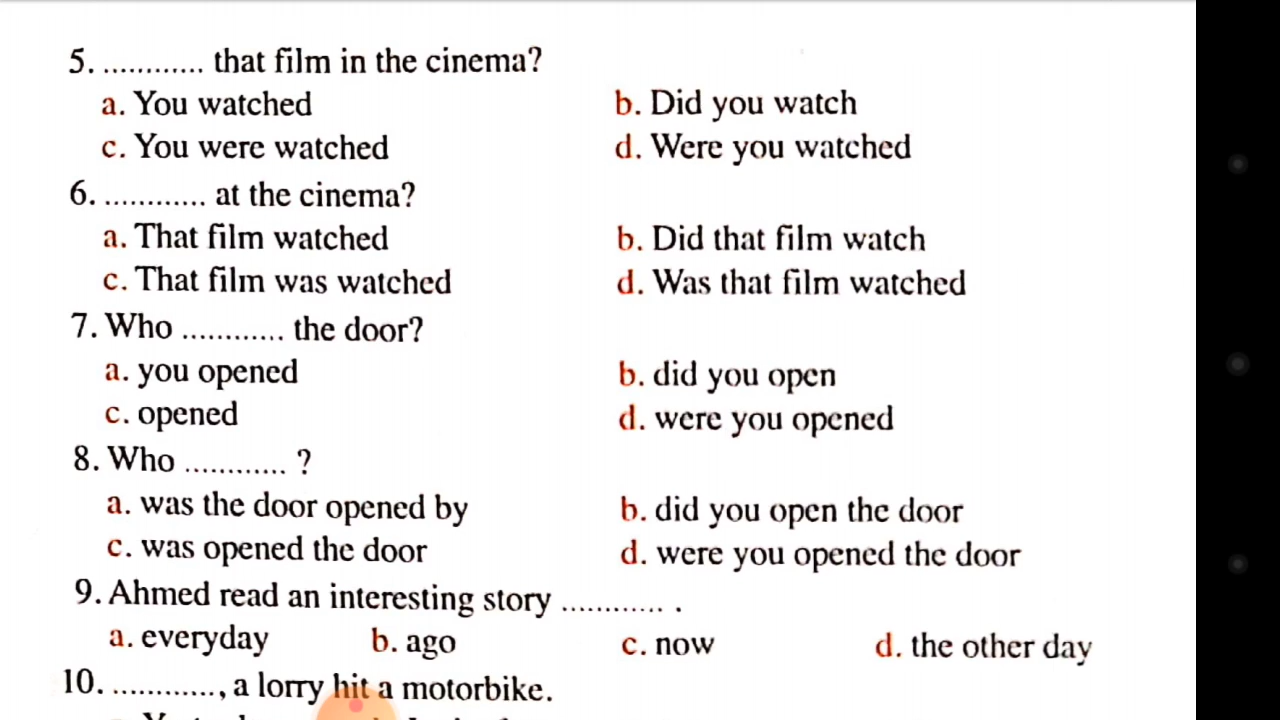 5. ............ that film in the cinema?
a. You watched b. Did you watch
c. You were watched d. Were you watched
6. ............ at the cinema?
a. That film watched b. Did that film watch
c. That film was watched d. Was that film watched
7. Who ............ the door?
a. you opened b. did you open
c. opened d. were you opened
8. Who ............ ?
a. was the door opened by b. did you open the door
c. was opened the door d. were you opened the door
9. Ahmed read an interesting story ............ .
a. everyday b. ago c. now d. the other day
10. ............, a lorry hit a motorbike.